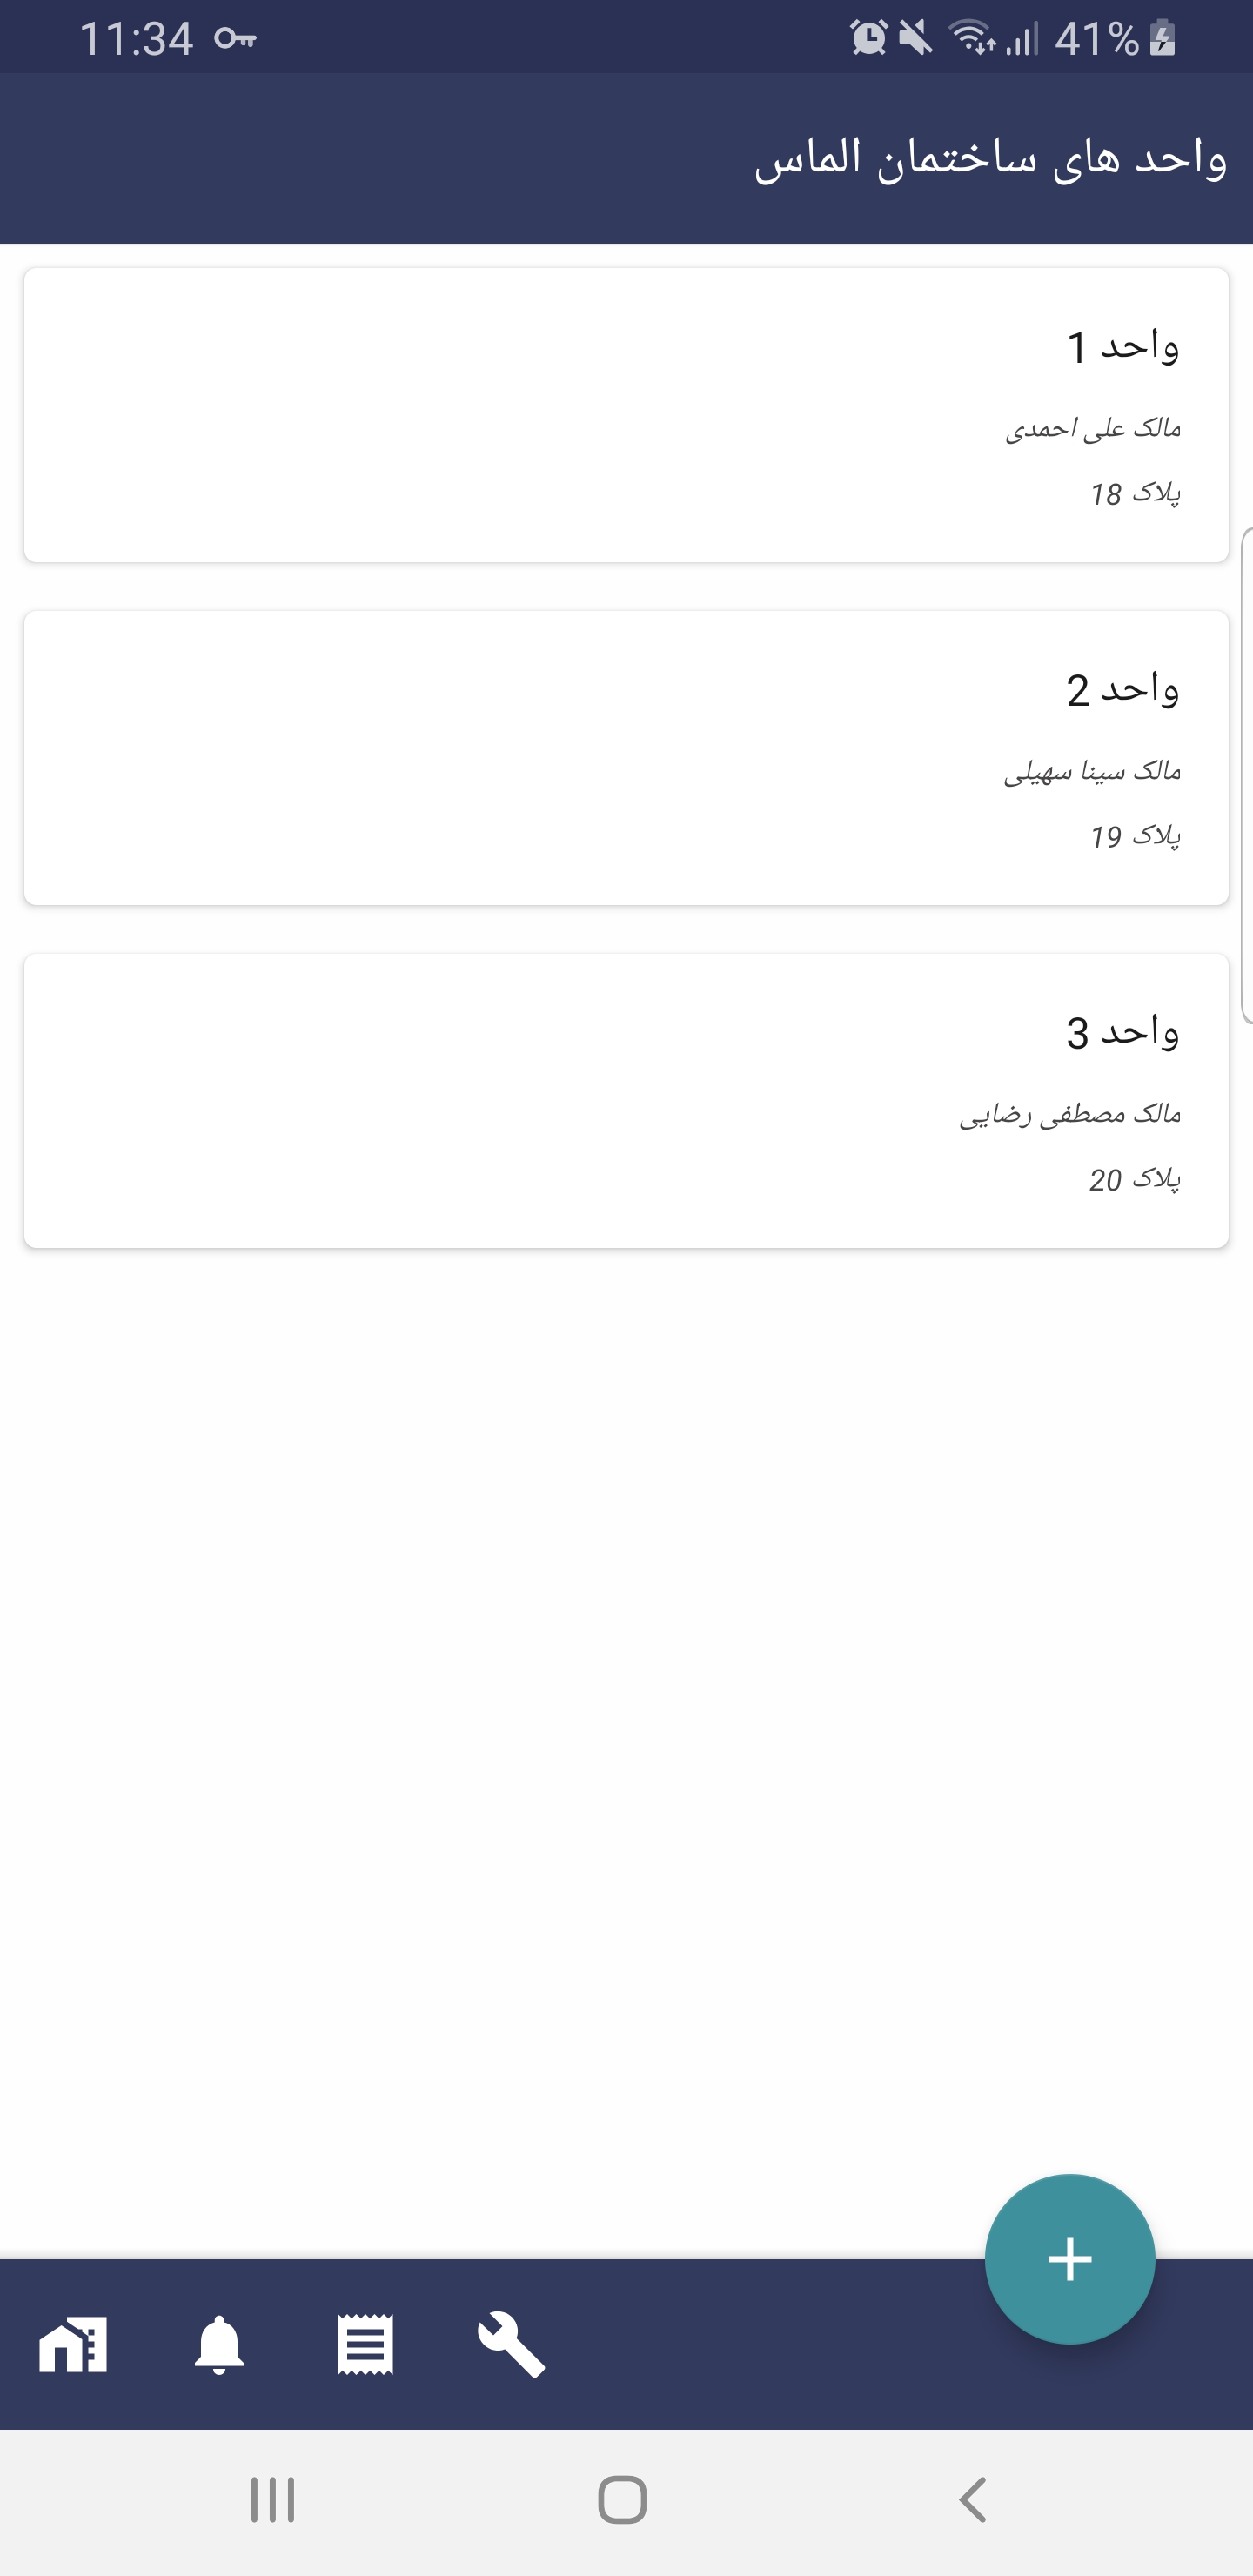 11:34
41%
واحد های ساختمان الماس
واحد 1
مالک علی احمدی
پلاک 18
واحد 2
مالک سینا سهیلی
پلاک 19
واحد 3
مالک مصطفی رضایی
پلاک 20